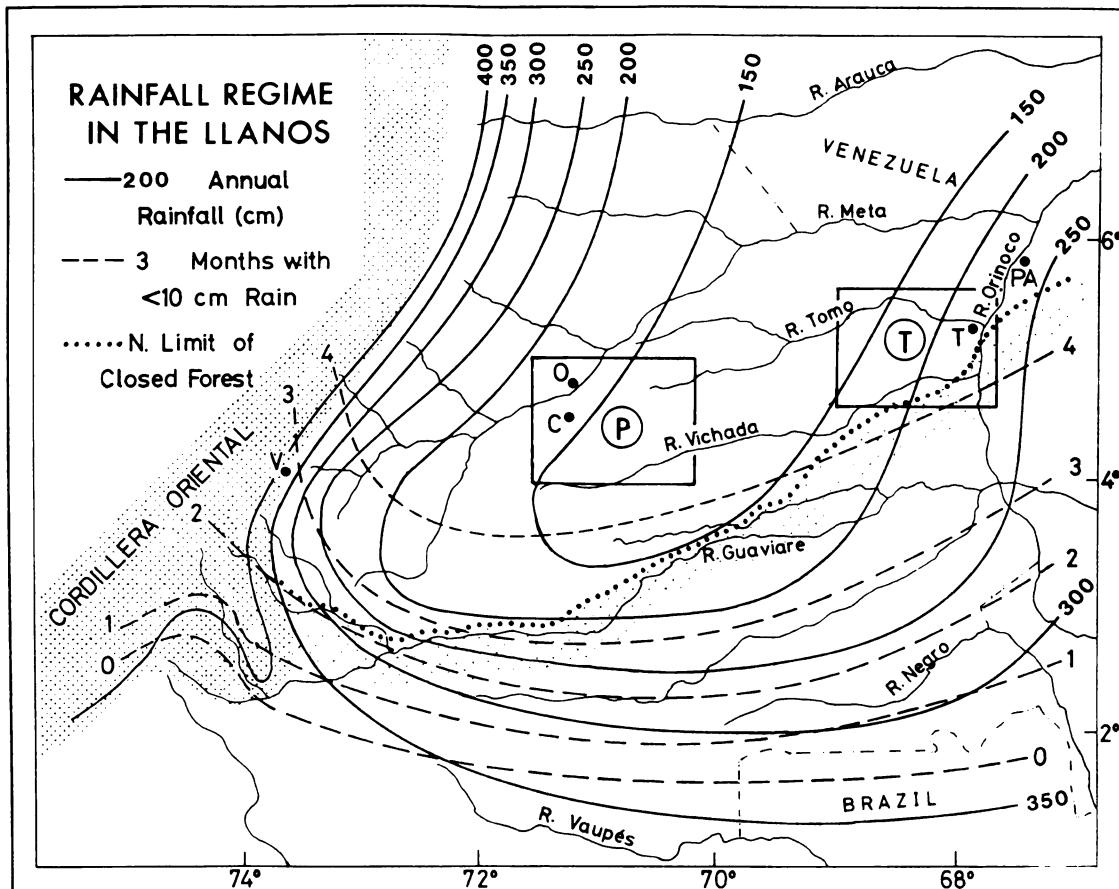 RAINFALL REGIME
IN THE LLANOS
200 Annual
Rainfall (cm)
3 Months with
<10 cm Rain
N. Limit of
Closed Forest
400
350
300
250
200
150
R. Arauca
150
VENEZUELA
200
R. Meta
6°
250
R. Orinoco
PA
R. Tomo
T
T
4
4
3
O
C
P
R. Vichada
V
CORDILLERA ORIENTAL
2
3
4°
R. Guaviare
2
1
300
0
R. Negro
1
2°
0
BRAZIL
350
R. Vaupés
74°
72°
70°
68°